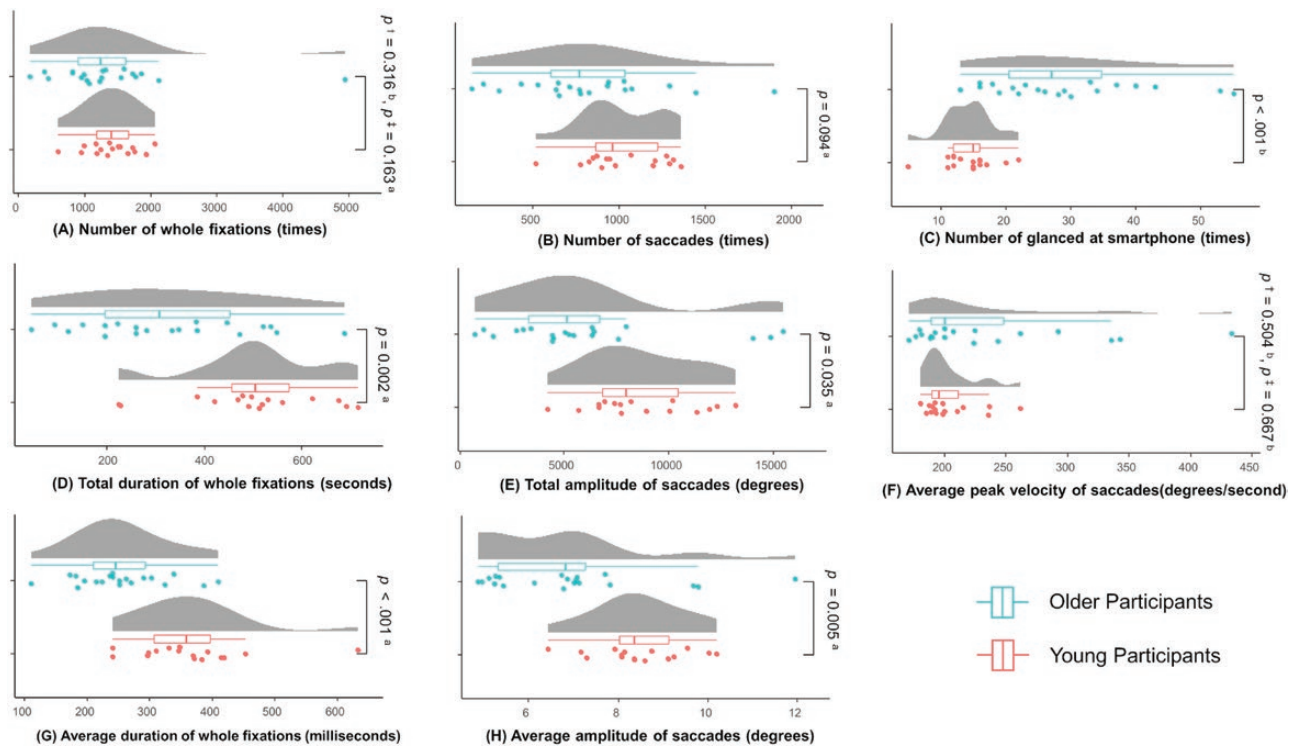 p † = 0.316 b, p ‡ = 0.163 a
0 1000 2000 3000 4000 5000
(A) Number of whole fixations (times)
p = 0.094 a
500 1000 1500 2000
(B) Number of saccades (times)
p < .001 b
10 20 30 40 50
(C) Number of glanced at smartphone (times)
p = 0.002 a
200 400 600
(D) Total duration of whole fixations (seconds)
p = 0.035 a
0 5000 10000 15000
(E) Total amplitude of saccades (degrees)
p † = 0.504 b, p ‡ = 0.667 b
200 250 300 350 400 450
(F) Average peak velocity of saccades(degrees/second)
p < .001 a
100 200 300 400 500 600
(G) Average duration of whole fixations (milliseconds)
p = 0.005 a
6 8 10 12
(H) Average amplitude of saccades (degrees)
Older Participants
Young Participants